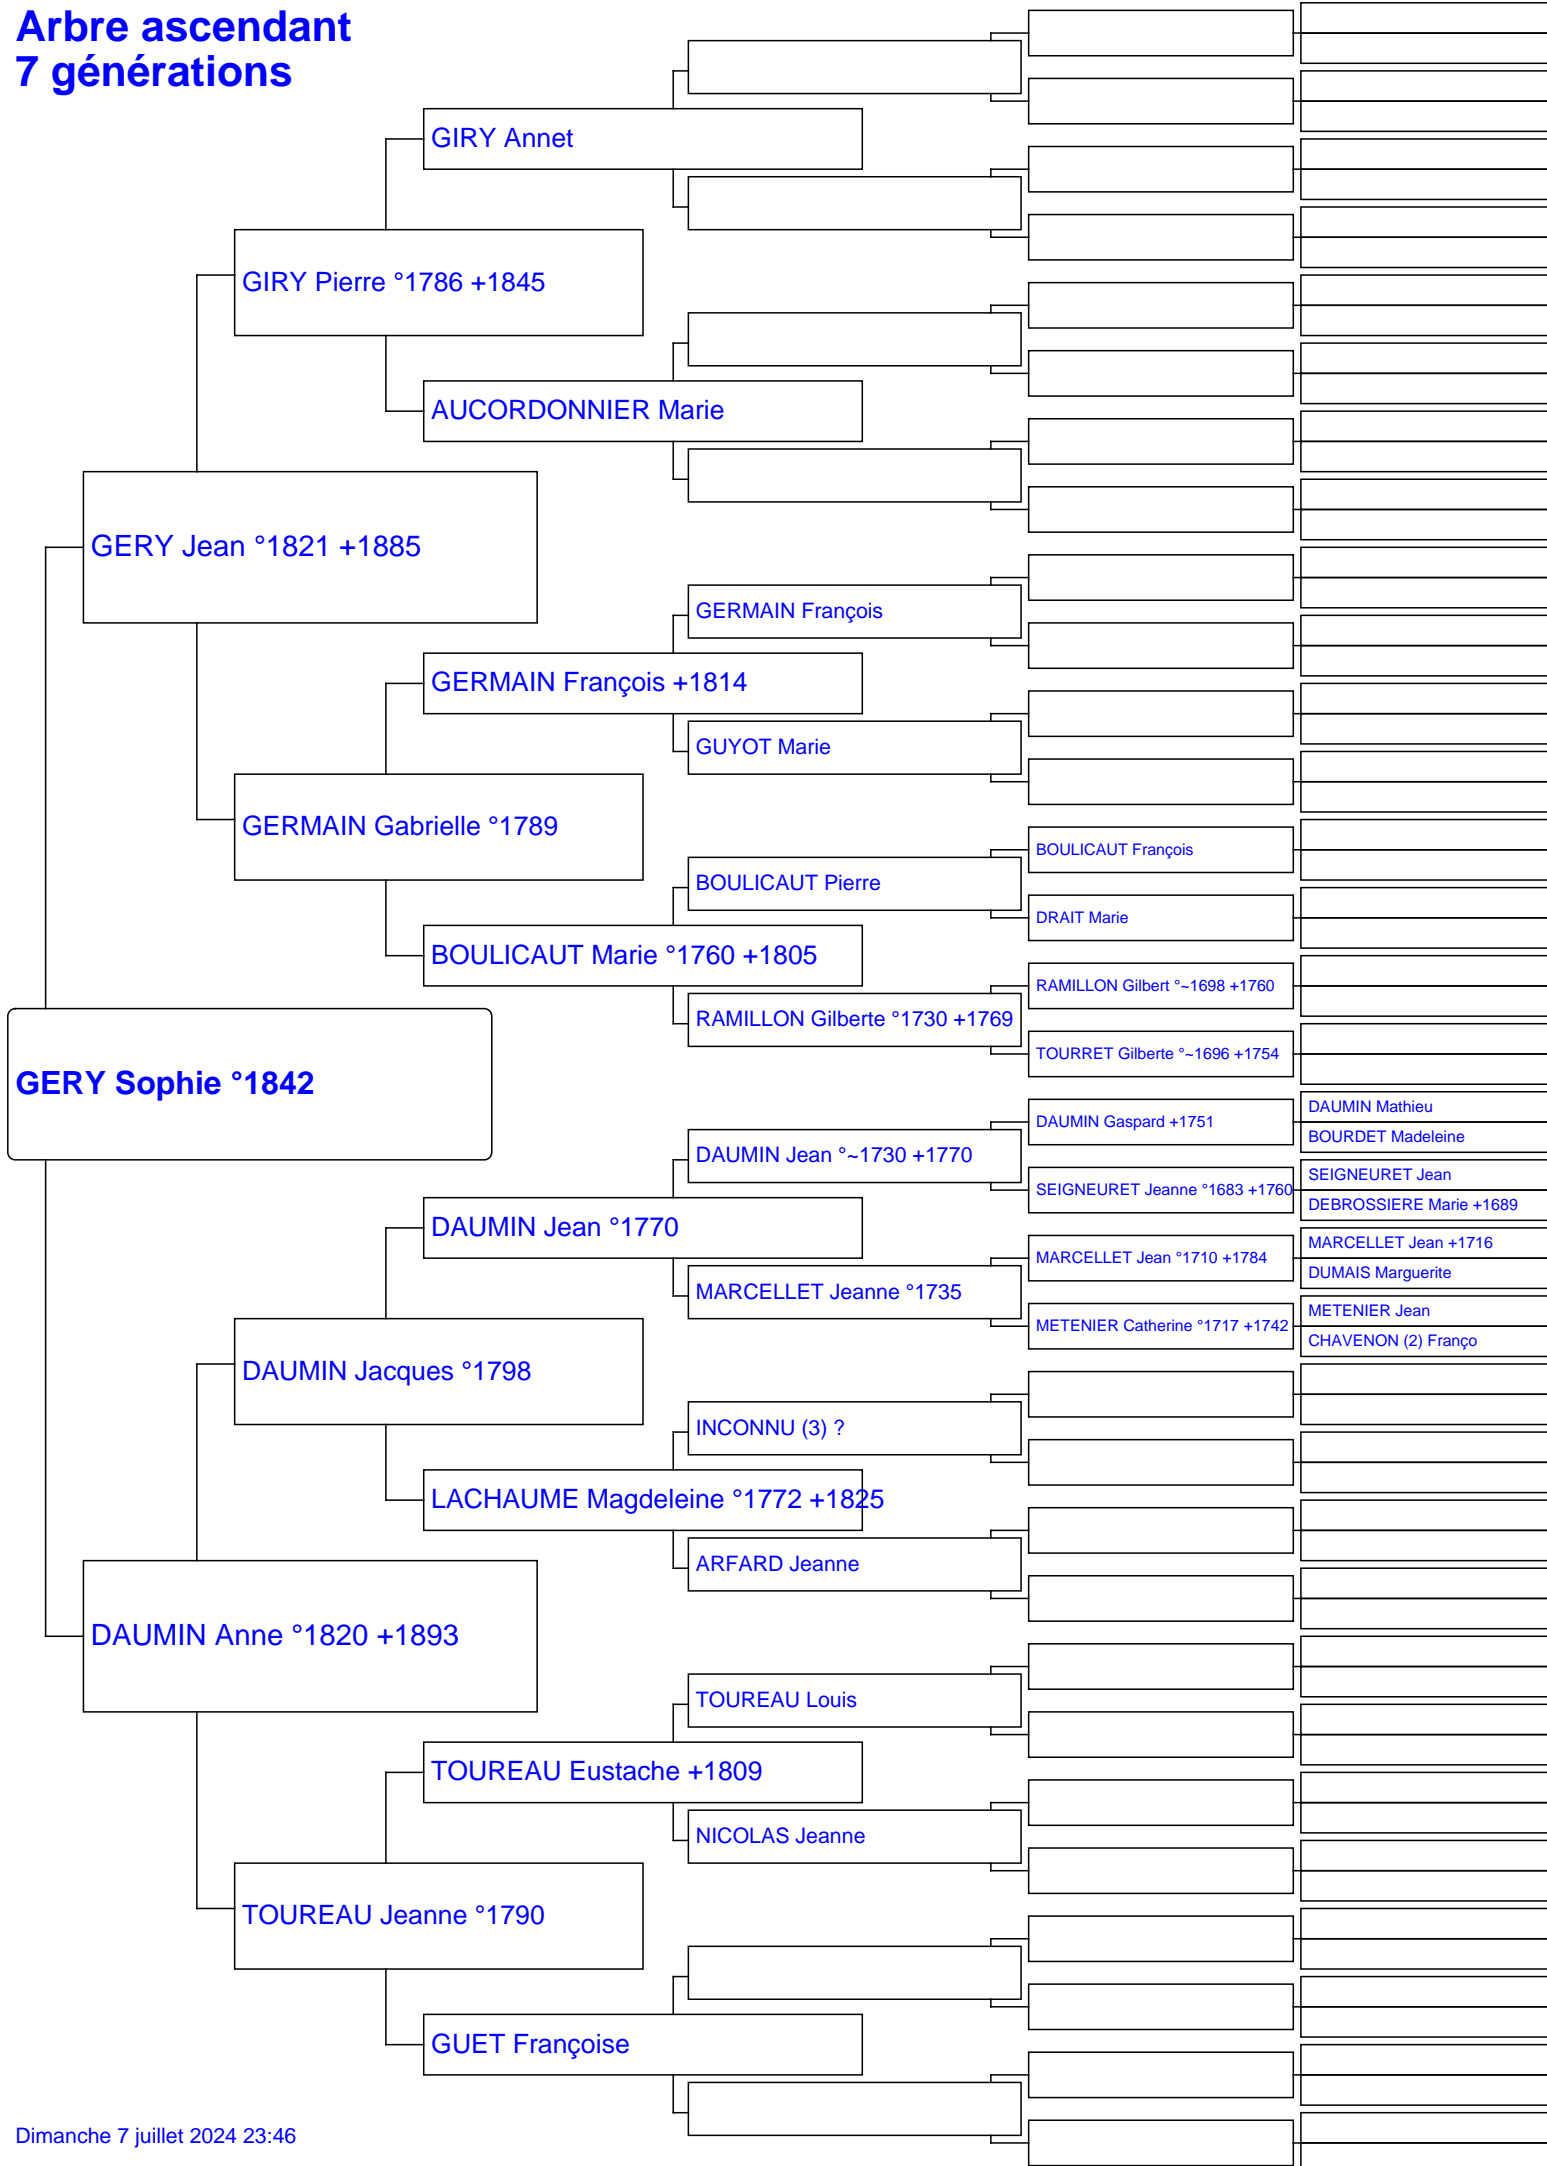 Arbre ascendant
7 générations
GIRY Annet
GIRY Pierre °1786 +1845
AUCORDONNIER Marie
GERY Jean °1821 +1885
GERMAIN François
GERMAIN François +1814
GUYOT Marie
GERMAIN Gabrielle °1789
BOULICAUT François
BOULICAUT Pierre
DRAIT Marie
BOULICAUT Marie °1760 +1805
RAMILLON Gilbert °~1698 +1760
RAMILLON Gilberte °1730 +1769
TOURRET Gilberte °~1696 +1754
GERY Sophie °1842
DAUMIN Mathieu
DAUMIN Gaspard +1751
BOURDET Madeleine
DAUMIN Jean °~1730 +1770
SEIGNEURET Jean
SEIGNEURET Jeanne °1683 +1760
DEBROSSIERE Marie +1689
DAUMIN Jean °1770
MARCELLET Jean +1716
MARCELLET Jean °1710 +1784
DUMAIS Marguerite
MARCELLET Jeanne °1735
METENIER Jean
METENIER Catherine °1717 +1742
CHAVENON (2) Franço
DAUMIN Jacques °1798
INCONNU (3) ?
LACHAUME Magdeleine °1772 +1825
ARFARD Jeanne
DAUMIN Anne °1820 +1893
TOUREAU Louis
TOUREAU Eustache +1809
NICOLAS Jeanne
TOUREAU Jeanne °1790
GUET Françoise
Dimanche 7 juillet 2024 23:46